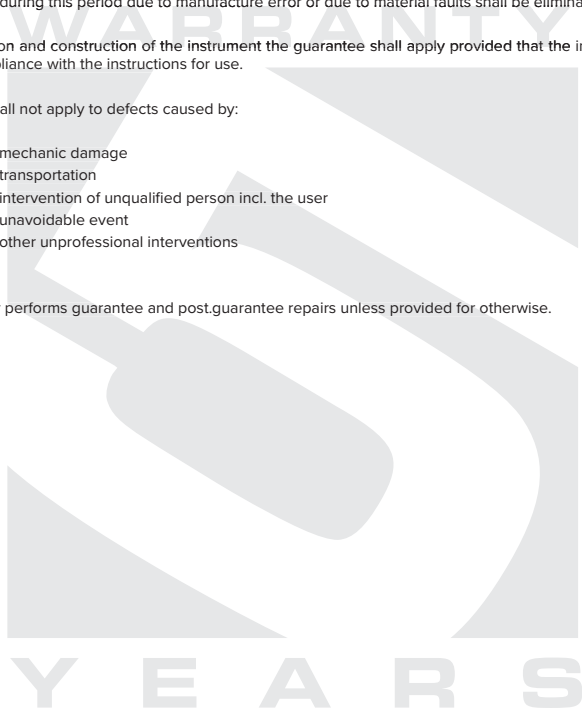 during this period due to manufacture error or due to material faults shall be elimina
WARRANTY
on and construction of the instrument the guarantee shall apply provided that the in
pliance with the instructions for use.
all not apply to defects caused by:
mechanic damage
transportation
intervention of unqualified person incl. the user
unavoidable event
other unprofessional interventions
performs guarantee and post.guarantee repairs unless provided for otherwise.
5
YEARS